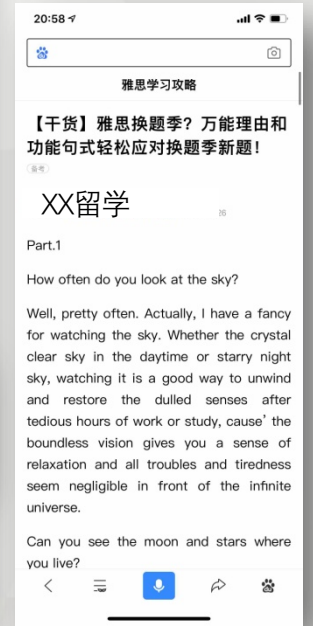 20:58
雅思学习攻略
【干货】雅思换题季？万能理由和
功能句式轻松应对换题季新题！
备考
XX留学
Part.1
How often do you look at the sky?
Well, pretty often. Actually, I have a fancy
for watching the sky. Whether the crystal
clear sky in the daytime or starry night
sky, watching it is a good way to unwind
and restore the dulled senses after
tedious hours of work or study, cause' the
boundless vision gives you a sense of
relaxation and all troubles and tiredness
seem negligible in front of the infinite
universe.
Can you see the moon and stars where
you live?